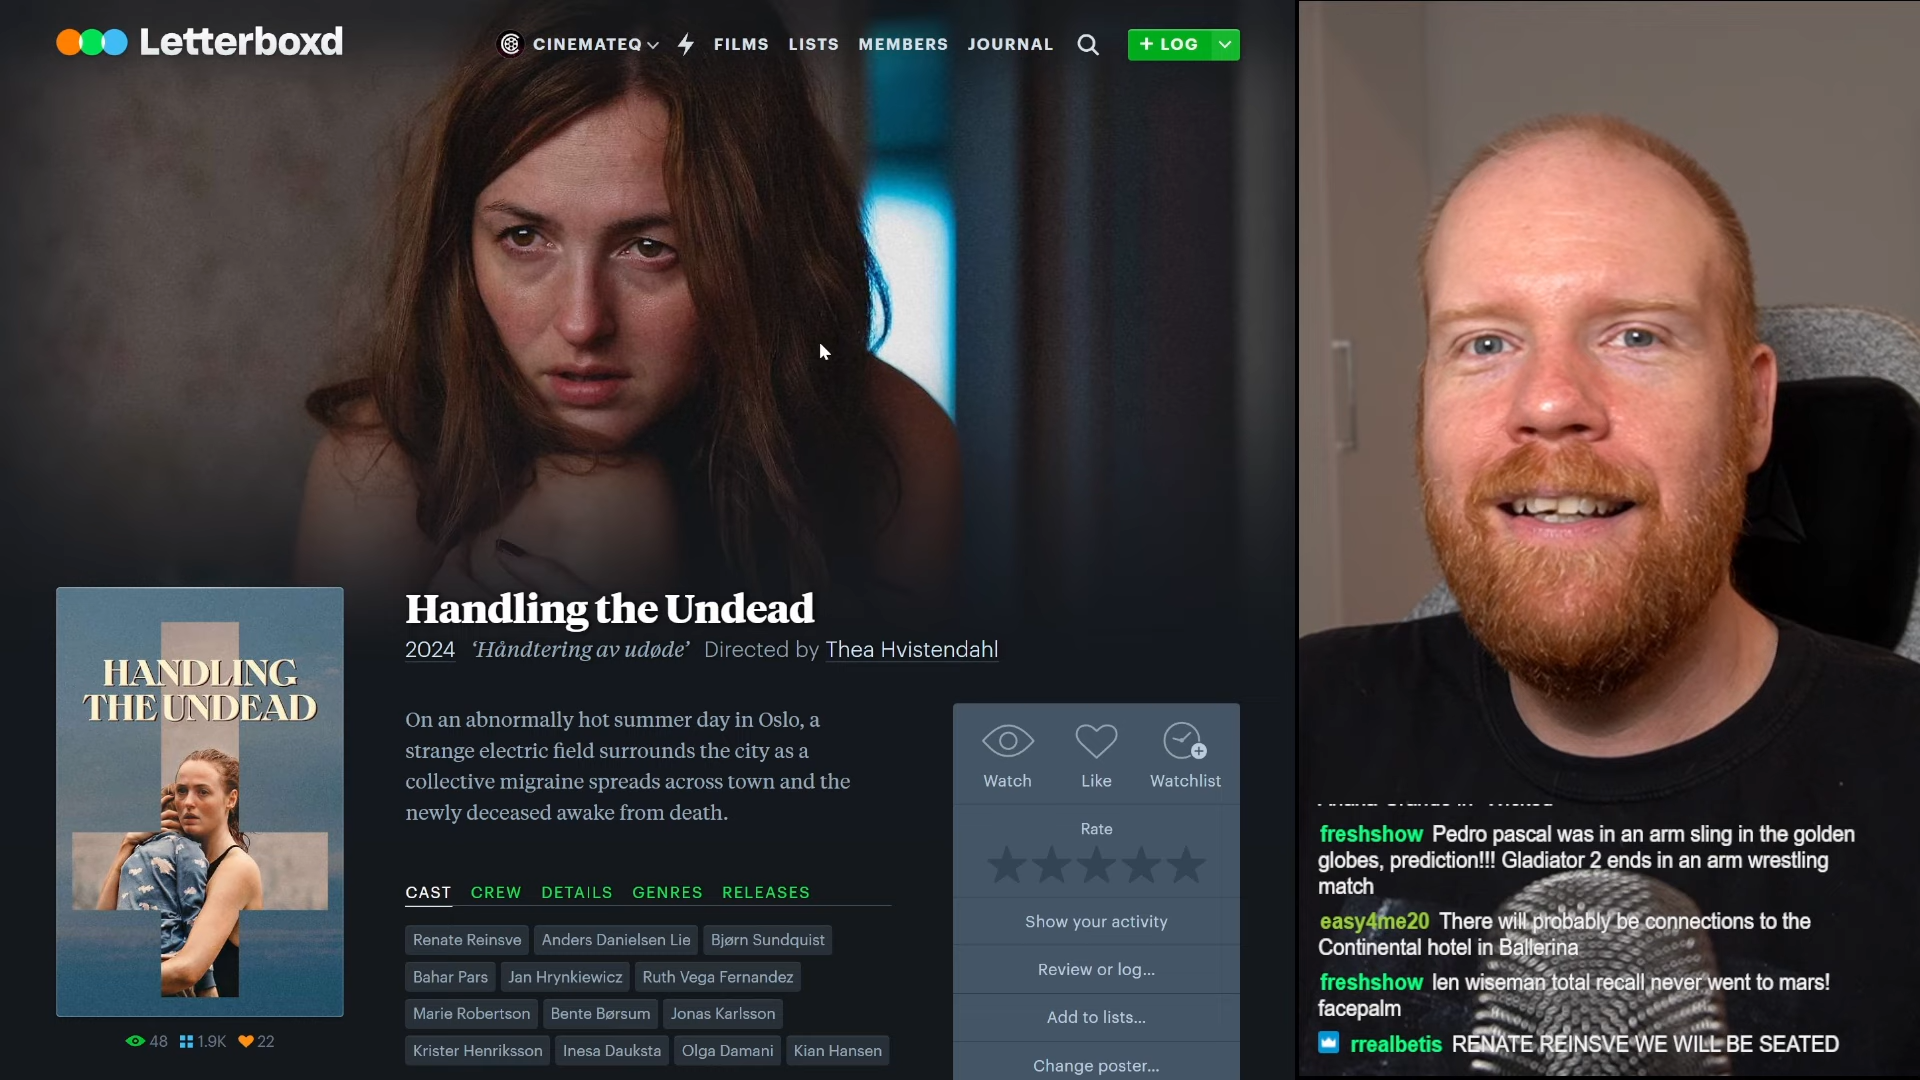 Letterboxd
CINEMATEQ
FILMS
LISTS
MEMBERS
JOURNAL
+ LOG
Handling the Undead
2024 ‘Håndtering av udøde’ Directed by Thea Hvistendahl
HANDLING
THE UNDEAD
On an abnormally hot summer day in Oslo, a
strange electric field surrounds the city as a
collective migraine spreads across town and the
newly deceased awake from death.
Watch
Like
Watchlist
Rate
Show your activity
Review or log...
Add to lists...
Change poster...
CAST CREW DETAILS GENRES RELEASES
Renate Reinsve Anders Danielsen Lie Bjørn Sundquist
Bahar Pars Jan Hrynkiewicz Ruth Vega Fernandez
Marie Robertson Bente Børsum Jonas Karlsson
Krister Henriksson Inesa Dauksta Olga Damani Kian Hansen
48 1.9K 22
freshshow Pedro pascal was in an arm sling in the golden
globes, prediction!!! Gladiator 2 ends in an arm wrestling
match
easy4me20 There will probably be connections to the
Continental hotel in Ballerina
freshshow len wiseman total recall never went to mars!
facepalm
rrealbetis RENATE REINSVE WE WILL BE SEATED